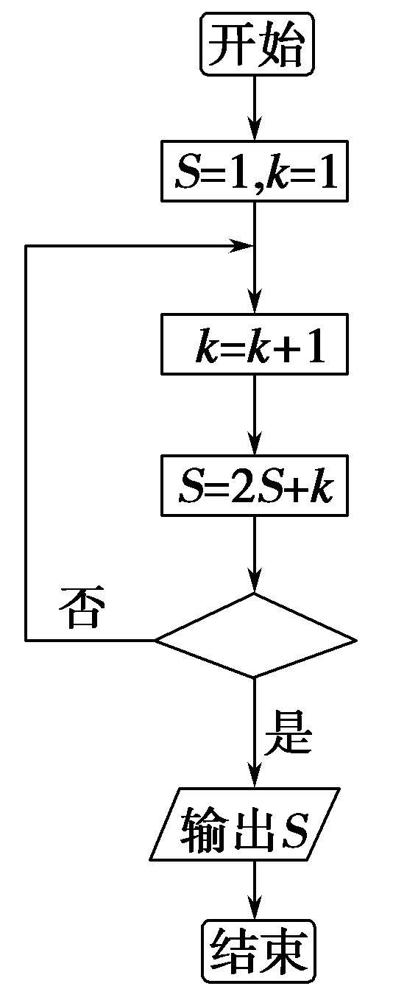 开始
S=1,k=1
k=k+1
S=2S+k
否
是
输出S
结束